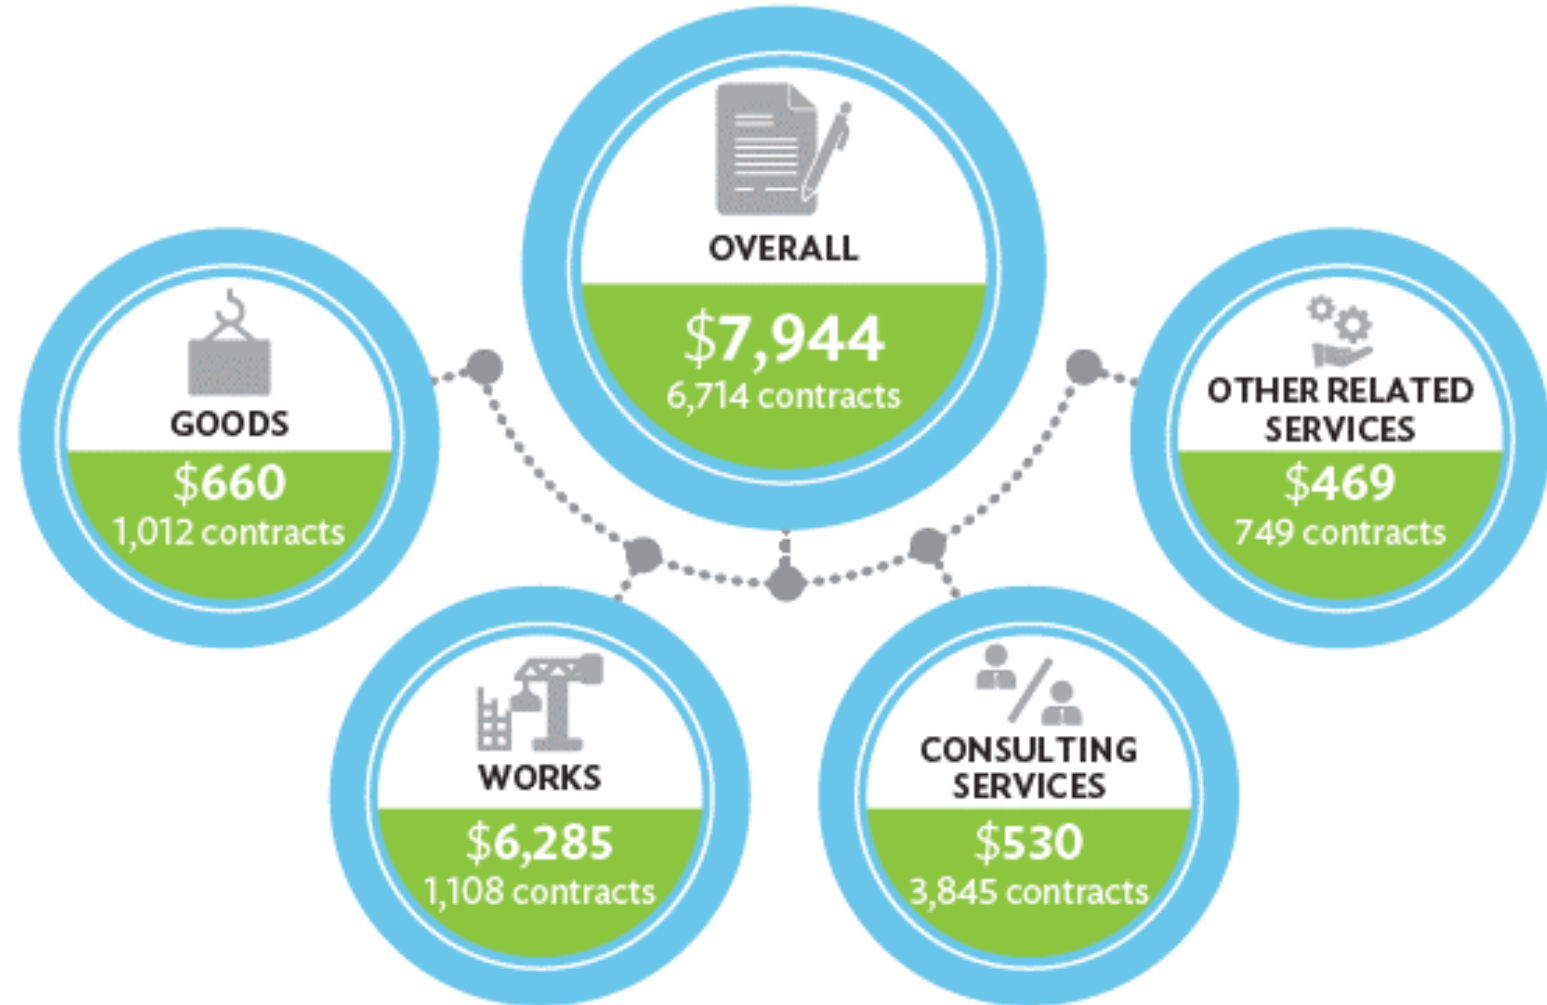 OVERALL
$7,944
6,714 contracts
GOODS
$660
1,012 contracts
OTHER RELATED
SERVICES
$469
749 contracts
WORKS
$6,285
1,108 contracts
CONSULTING
SERVICES
$530
3,845 contracts